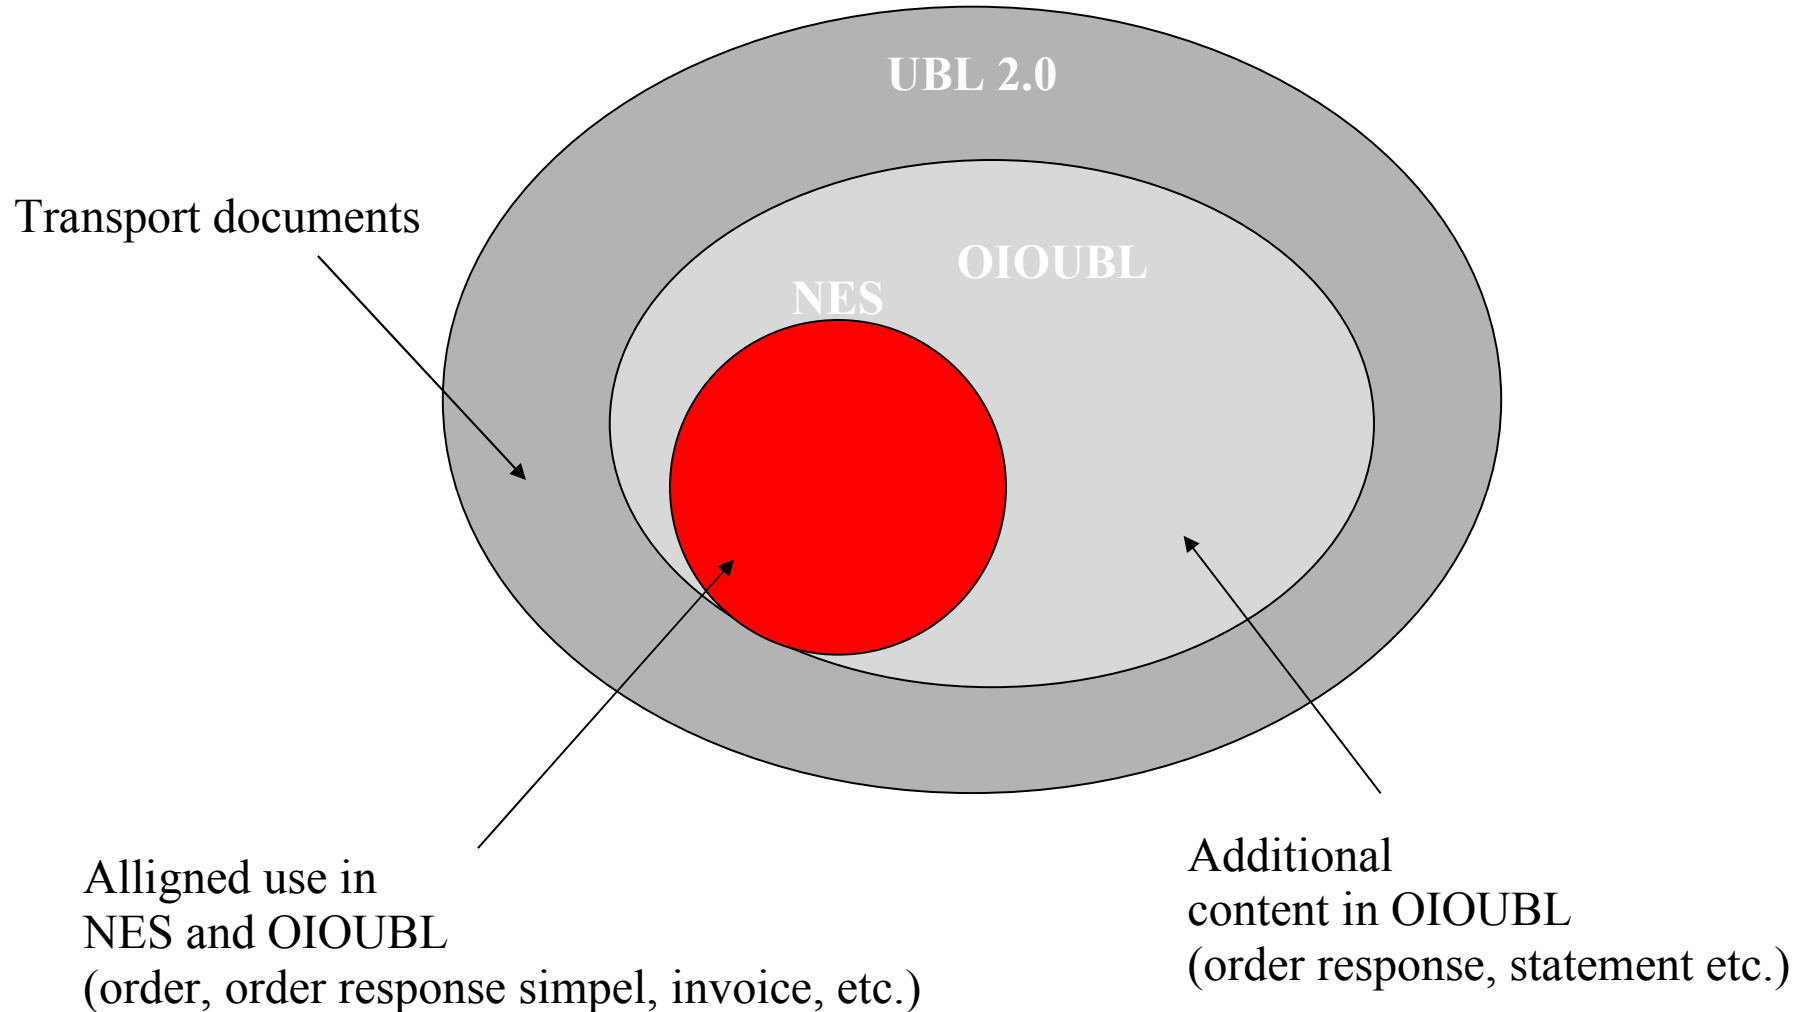 UBL 2.0
Transport documents
OIOUBL
NES
Alligned use in
NES and OIOUBL
(order, order response simpel, invoice, etc.)
Additional
content in OIOUBL
(order response, statement etc.)